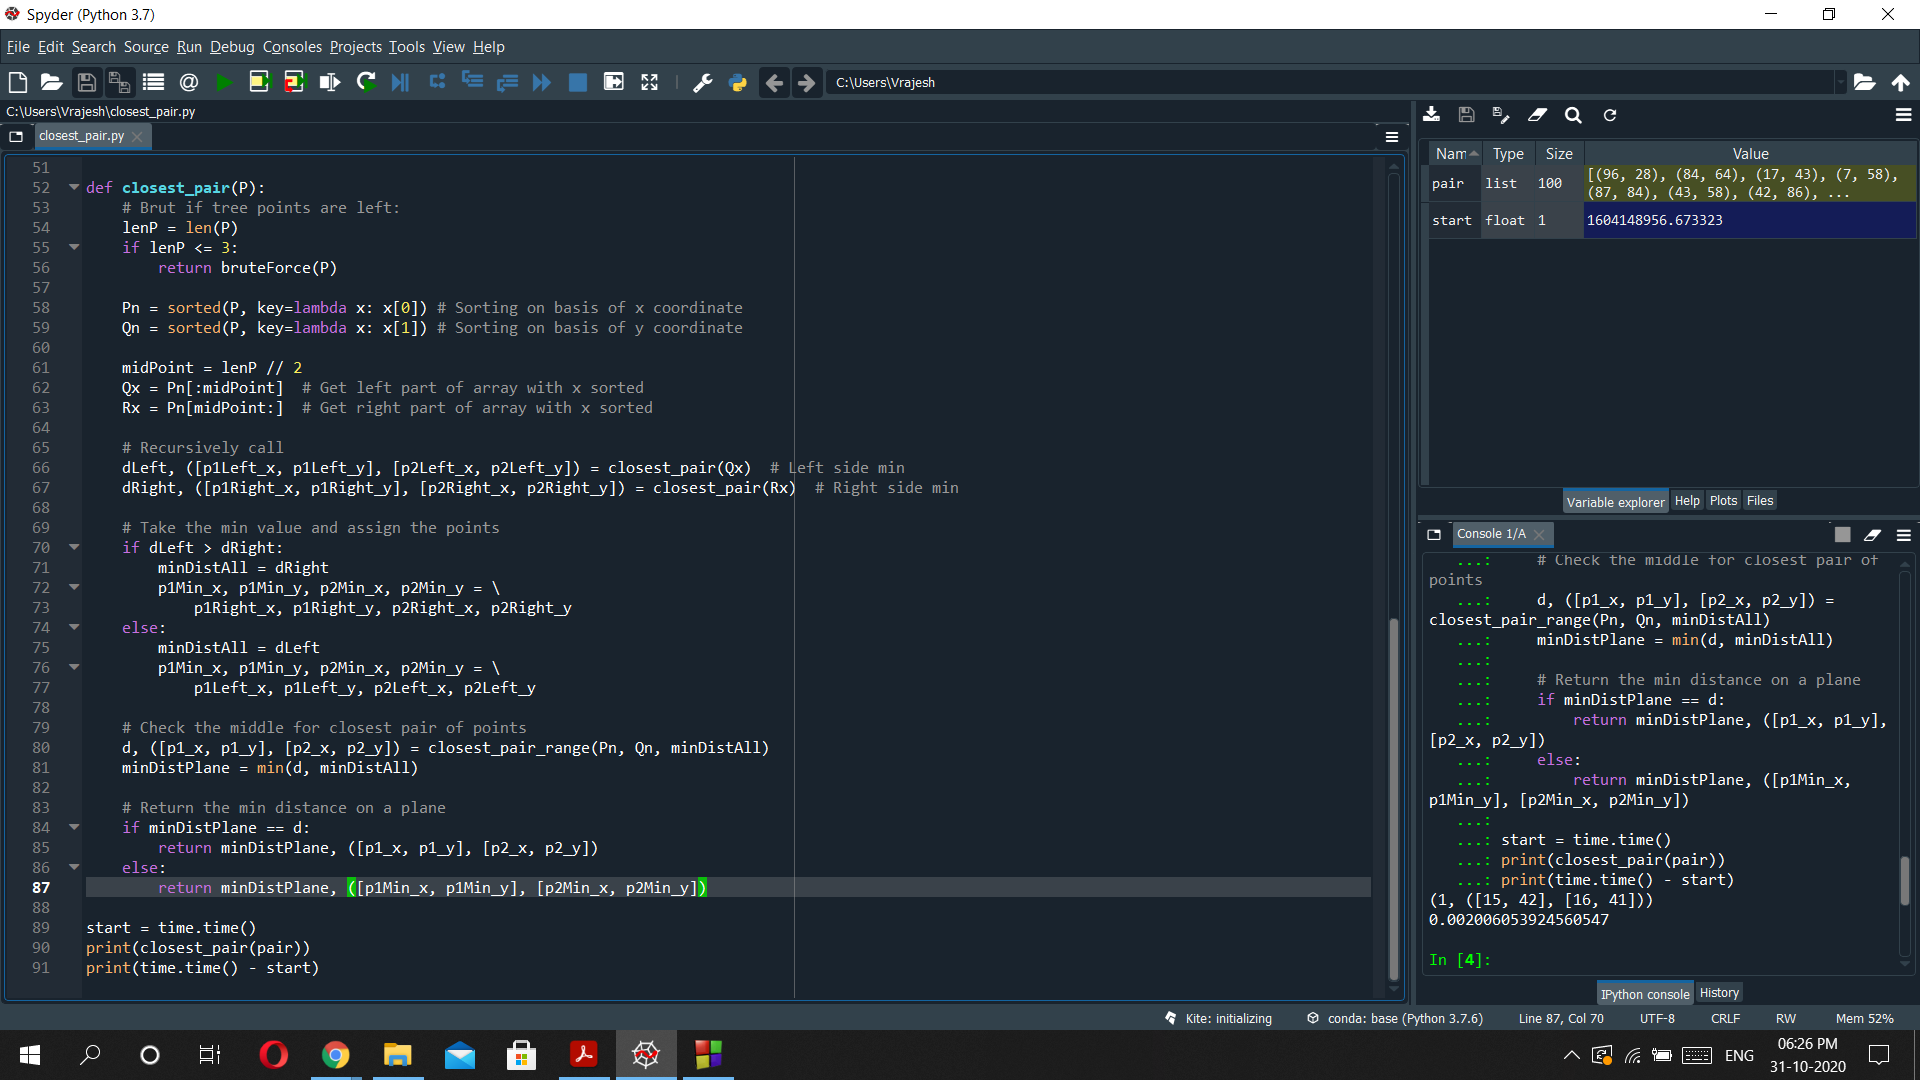 Spyder (Python 3.7)
File Edit Search Source Run Debug Consoles Projects Tools View Help
C:\Users\Vrajesh
C:\Users\Vrajesh\closest_pair.py
closest_pair.py
51
52 def closest_pair(P):
53     # Brut if tree points are left:
54     lenP = len(P)
55     if lenP <= 3:
56         return bruteForce(P)
57
58     Pn = sorted(P, key=lambda x: x[0]) # Sorting on basis of x coordinate
59     Qn = sorted(P, key=lambda x: x[1]) # Sorting on basis of y coordinate
60
61     midPoint = lenP // 2
62     Qx = Pn[:midPoint]  # Get left part of array with x sorted
63     Rx = Pn[midPoint:]  # Get right part of array with x sorted
64
65     # Recursively call
66     dLeft, ([p1Left_x, p1Left_y], [p2Left_x, p2Left_y]) = closest_pair(Qx)  # Left side min
67     dRight, ([p1Right_x, p1Right_y], [p2Right_x, p2Right_y]) = closest_pair(Rx)  # Right side min
68
69     # Take the min value and assign the points
70     if dLeft > dRight:
71         minDistAll = dRight
72         p1Min_x, p1Min_y, p2Min_x, p2Min_y = \
73             p1Right_x, p1Right_y, p2Right_x, p2Right_y
74     else:
75         minDistAll = dLeft
76         p1Min_x, p1Min_y, p2Min_x, p2Min_y = \
77             p1Left_x, p1Left_y, p2Left_x, p2Left_y
78
79     # Check the middle for closest pair of points
80     d, ([p1_x, p1_y], [p2_x, p2_y]) = closest_pair_range(Pn, Qn, minDistAll)
81     minDistPlane = min(d, minDistAll)
82
83     # Return the min distance on a plane
84     if minDistPlane == d:
85         return minDistPlane, ([p1_x, p1_y], [p2_x, p2_y])
86     else:
87         return minDistPlane, ([p1Min_x, p1Min_y], [p2Min_x, p2Min_y])
88
89 start = time.time()
90 print(closest_pair(pair))
91 print(time.time() - start)
Nam Type Size Value
pair list 100 [(96, 28), (84, 64), (17, 43), (7, 58),
(87, 84), (43, 58), (42, 86), ...
start float 1 1604148956.673323
Variable explorer Help Plots Files
Console 1/A
...:     # Check the middle for closest pair of
points
...:     d, ([p1_x, p1_y], [p2_x, p2_y]) =
closest_pair_range(Pn, Qn, minDistAll)
...:     minDistPlane = min(d, minDistAll)
...:
...:     # Return the min distance on a plane
...:     if minDistPlane == d:
...:         return minDistPlane, ([p1_x, p1_y],
[p2_x, p2_y])
...:     else:
...:         return minDistPlane, ([p1Min_x,
p1Min_y], [p2Min_x, p2Min_y])
...:
...: start = time.time()
...: print(closest_pair(pair))
...: print(time.time() - start)
(1, ([15, 42], [16, 41]))
0.002006053924560547
In [4]:
IPython console History
Kite: initializing conda: base (Python 3.7.6) Line 87, Col 70 UTF-8 CRLF RW Mem 52%
ENG
06:26 PM
31-10-2020